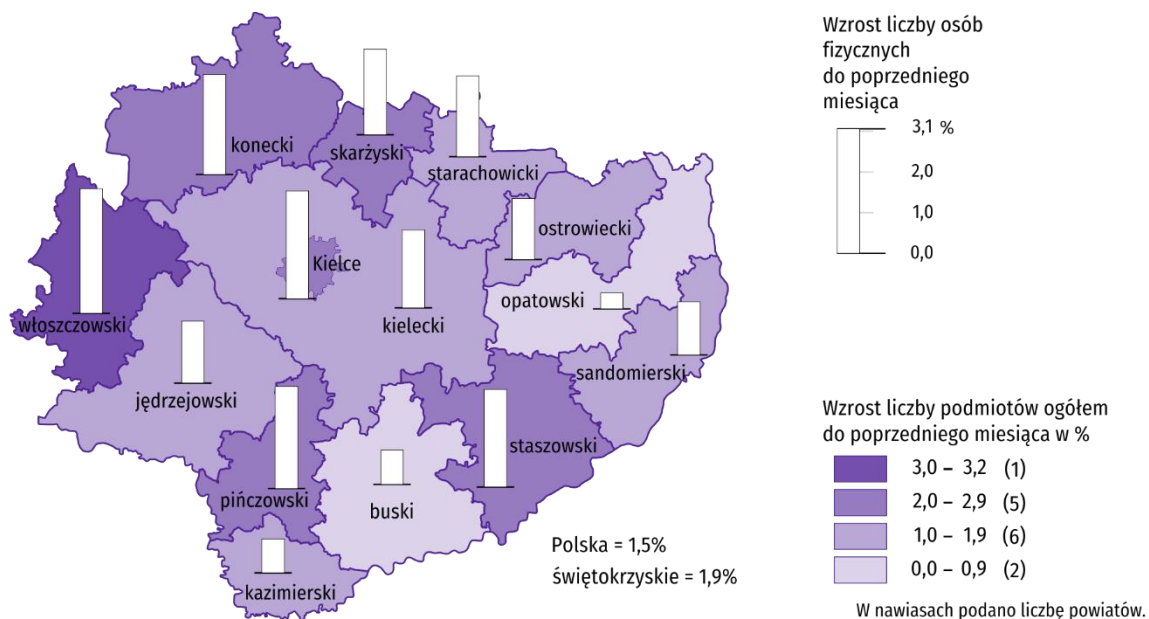 Wzrost liczby osób
fizycznych
do poprzedniego
miesiąca
3,1 %
2,0
1,0
0,0
konecki
skarżyski
starachowicki
ostrowiecki
Kielce
opatowski
włoszczowski
kielecki
sandomierski
jędrzejowski
staszowski
pińczowski
buski
kazimierski
Polska = 1,5%
świętokrzyskie = 1,9%
Wzrost liczby podmiotów ogółem
do poprzedniego miesiąca w %
3,0 – 3,2 (1)
2,0 – 2,9 (5)
1,0 – 1,9 (6)
0,0 – 0,9 (2)
W nawiasach podano liczbę powiatów.